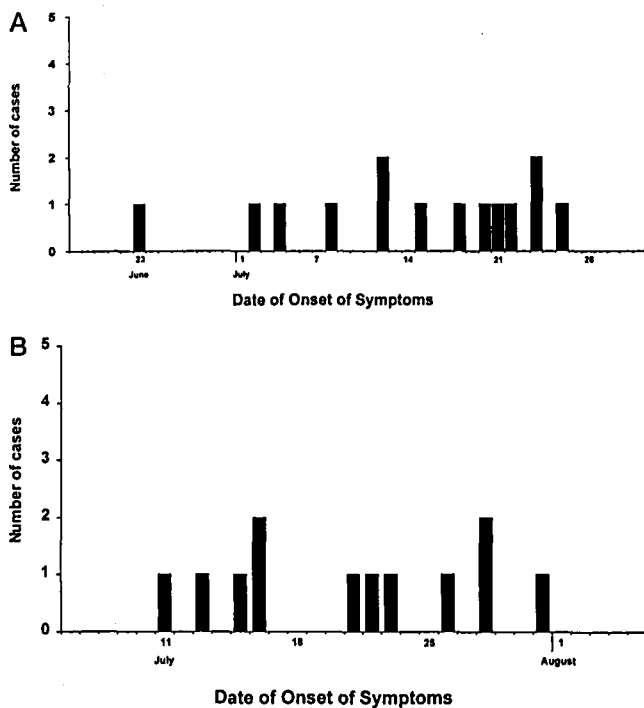 A
Number of cases
5
4
3
2
1
0
23 1 7 14 21 28
June July
Date of Onset of Symptoms
B
Number of cases
5
4
3
2
1
0
11 18 25 1
July August
Date of Onset of Symptoms